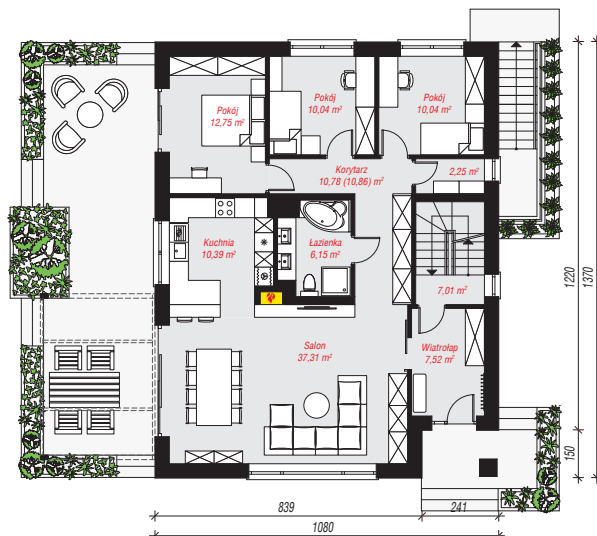 Pokój
12,75 m²
Pokój
10,04 m²
Pokój
10,04 m²
Korytarz
10,78 (10,86) m²
2,25 m²
Kuchnia
10,39 m²
Łazienka
6,15 m²
7,01 m²
Salon
37,31 m²
Wiatrołap
7,52 m²
1220
1370
150
839
241
1080